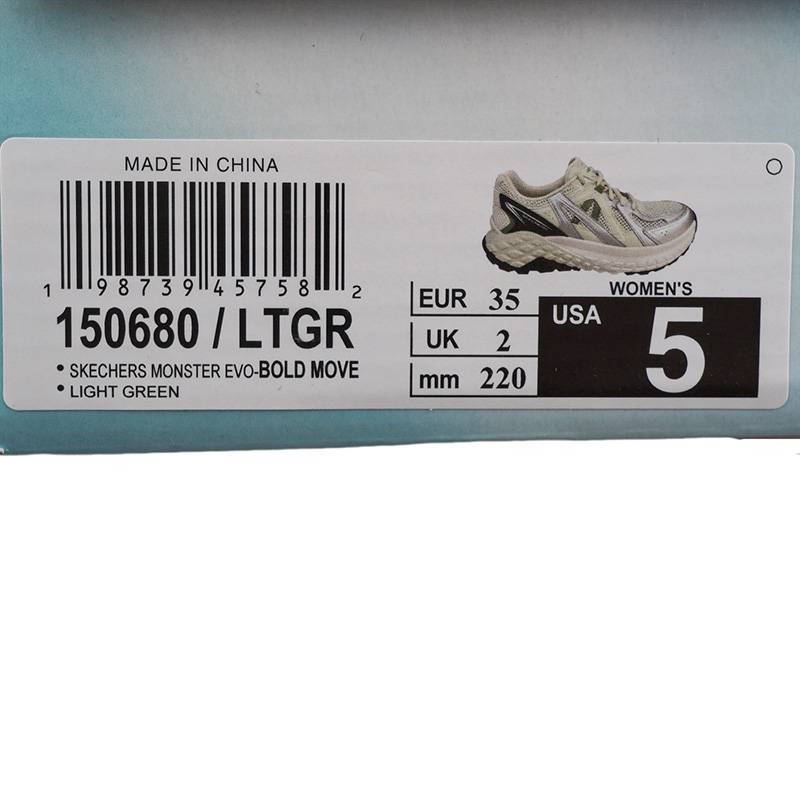 MADE IN CHINA
1 98739 45758 2
150680 / LTGR
• SKECHERS MONSTER EVO-BOLD MOVE
• LIGHT GREEN
EUR 35
UK 2
mm 220
WOMEN'S
USA 5